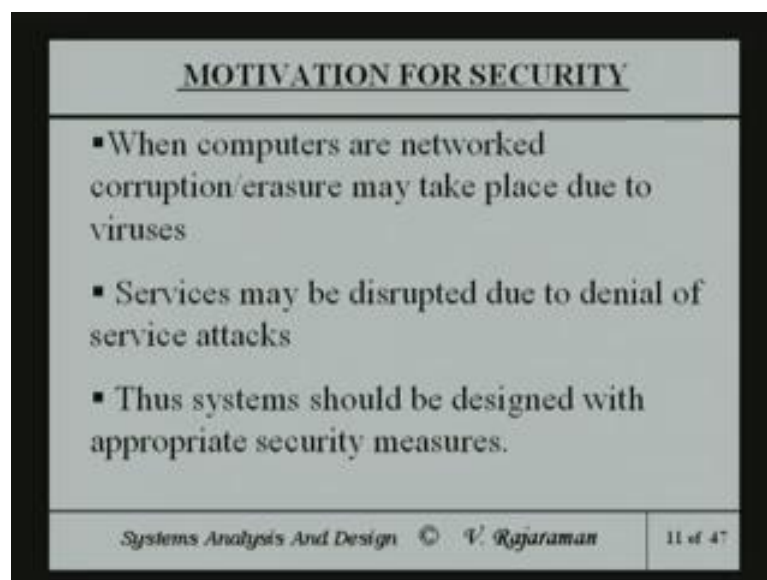 MOTIVATION FOR SECURITY
▪When computers are networked
corruption/erasure may take place due to
viruses
▪ Services may be disrupted due to denial of
service attacks
▪ Thus systems should be designed with
appropriate security measures.
Systems Analysis And Design © V. Rajaraman
11 of 47